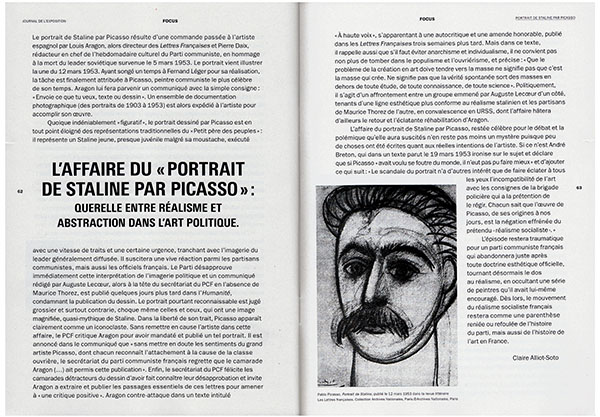 JOURNAL DE L'EXPOSITION
FOCUS
Le portrait de Staline par Picasso résulte d'une commande passée à l'artiste
espagnol par Louis Aragon, alors directeur des Lettres Françaises et Pierre Daix,
rédacteur en chef de l'hebdomadaire culturel du Parti communiste, en hommage
à la mort du leader soviétique survenue le 5 mars 1953. Le portrait vient illustrer
la une du 12 mars 1953. Ayant songé un temps à Fernand Léger pour sa réalisation,
la tâche est finalement attribuée à Picasso, peintre communiste le plus célèbre
de son temps. Aragon lui fera parvenir un communiqué avec la simple consigne :
« Envoie ce que tu veux, texte ou dessin ». Un ensemble de documentation
photographique (des portraits de 1903 à 1953) est alors expédié à l'artiste pour
accomplir son œuvre.
Quoique indéniablement « figuratif », le portrait dessiné par Picasso est en
tout point éloigné des représentations traditionnelles du « Petit père des peuples » :
il représente un Staline jeune, presque juvénile malgré sa moustache, exécuté
L'AFFAIRE DU « PORTRAIT
DE STALINE PAR PICASSO » :
QUERELLE ENTRE RÉALISME ET
ABSTRACTION DANS L'ART POLITIQUE.
62
avec une vitesse de traits et une certaine urgence, tranchant avec l'imagerie du
leader généralement diffusée. Il suscitera une vive réaction parmi les partisans
communistes, mais aussi les officiels français. Le Parti désapprouve
immédiatement cette interprétation de l'imagerie politique et un communiqué
rédigé par Auguste Lecœur, alors à la tête du secrétariat du PCF en l'absence de
Maurice Thorez, est publié quelques jours plus tard dans l'Humanité,
condamnant la publication du dessin. Le portrait pourtant reconnaissable est jugé
grossier et surtout contraire, choque même celles et ceux, qui ont une image
magnifiée, quasi-mythique de Staline. Dans la liberté de son trait, Picasso apparaît
clairement comme un iconoclaste. Sans remettre en cause l'artiste dans cette
affaire, le PCF critique Aragon pour avoir mandaté et publié un tel portrait. Il est
annoncé dans le communiqué que « sans mettre en doute les sentiments du grand
artiste Picasso, dont chacun reconnaît l'attachement à la cause de la classe
ouvrière, le secrétariat du parti communiste français regrette que le camarade
Aragon (...) ait permis cette publication ». Enfin, le secrétariat du PCF félicite les
camarades détracteurs du dessin d'avoir fait connaître leur désapprobation et invite
Aragon à extraire et publier les passages essentiels de ces lettres pour amener
« une critique positive ». Aragon contre-attaque dans un texte intitulé
FOCUS
PORTRAIT DE STALINE PAR PICASSO
« À haute voix », s'apparentant à une autocritique et une amende honorable, publié
dans les Lettres Françaises trois semaines plus tard. Mais dans ce texte,
il rappelle aussi qu'il faut éviter anarchisme et individualisme, il ne convient pas
non plus de tomber dans le populisme et l'ouvriérisme, et précise : « Que le
problème de la création en art doive tendre vers la masse ne signifie pas que c'est
la masse qui crée. Ne signifie pas que la vérité spontanée sort des masses en
dehors de toute étude, de toute connaissance, de toute science ». Politiquement,
il s'agit d'un affrontement entre un groupe emmené par Auguste Lecœur d'un côté,
tenants d'une ligne esthétique plus conforme au réalisme stalinien et les partisans
de Maurice Thorez de l'autre, en convalescence en URSS, dont l'affaire hâtera
d'ailleurs le retour et l'éclatante réhabilitation d'Aragon.
L'affaire du portrait de Staline par Picasso, restée célèbre pour le débat et la
polémique qu'elle aura suscités n'en reste pas moins un mystère puisque peu
de choses ont été écrites quant aux réelles intentions de l'artiste. Si ce n'est André
Breton, qui dans un texte paru le 19 mars 1953 ironise sur le sujet et déclare
que si Picasso « avait voulu se foutre du monde, il n'eut pas pu faire mieux » et d'ajouter
ce qui suit : « Le scandale du portrait n'a d'autres intérêt que de faire éclater à tous
les yeux l'incompatibilité de l'art
avec les consignes de la brigade
policière qui a la prétention de
le régir. Chacun sait que l'œuvre de
Picasso, de ses origines à nos
jours, est la négation effrénée du
prétendu « réalisme socialiste ». »
L'épisode restera traumatique
pour un parti communiste français
qui abandonnera juste après
toute doctrine esthétique officielle,
tournant désormais le dos
au réalisme, en occultant une série
de peintres qu'il avait lui-même
encouragé. Dès lors, le mouvement
du réalisme socialiste français
restera comme une parenthèse
reniée ou refoulée de l'histoire
du parti, mais aussi de l'histoire de
l'art en France.
Claire Alliot-Soto
63
Pablo Picasso, Portrait de Staline, publié le 12 mars 1953 dans la revue littéraire
Les Lettres françaises. Collection Archives Nationales, Paris/Archives Nationales, Paris